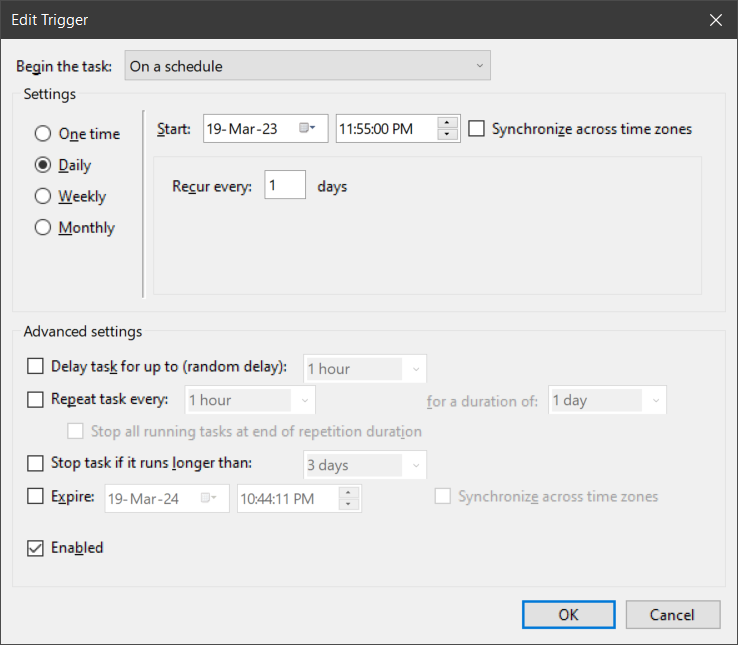 Edit Trigger
Begin the task: On a schedule
Settings
One time
Daily
Weekly
Monthly
Start: 19-Mar-23 11:55:00 PM Synchronize across time zones
Recur every: 1 days
Advanced settings
Delay task for up to (random delay): 1 hour
Repeat task every: 1 hour for a duration of: 1 day
Stop all running tasks at end of repetition duration
Stop task if it runs longer than: 3 days
Expire: 19-Mar-24 10:44:11 PM Synchronize across time zones
Enabled
OK Cancel